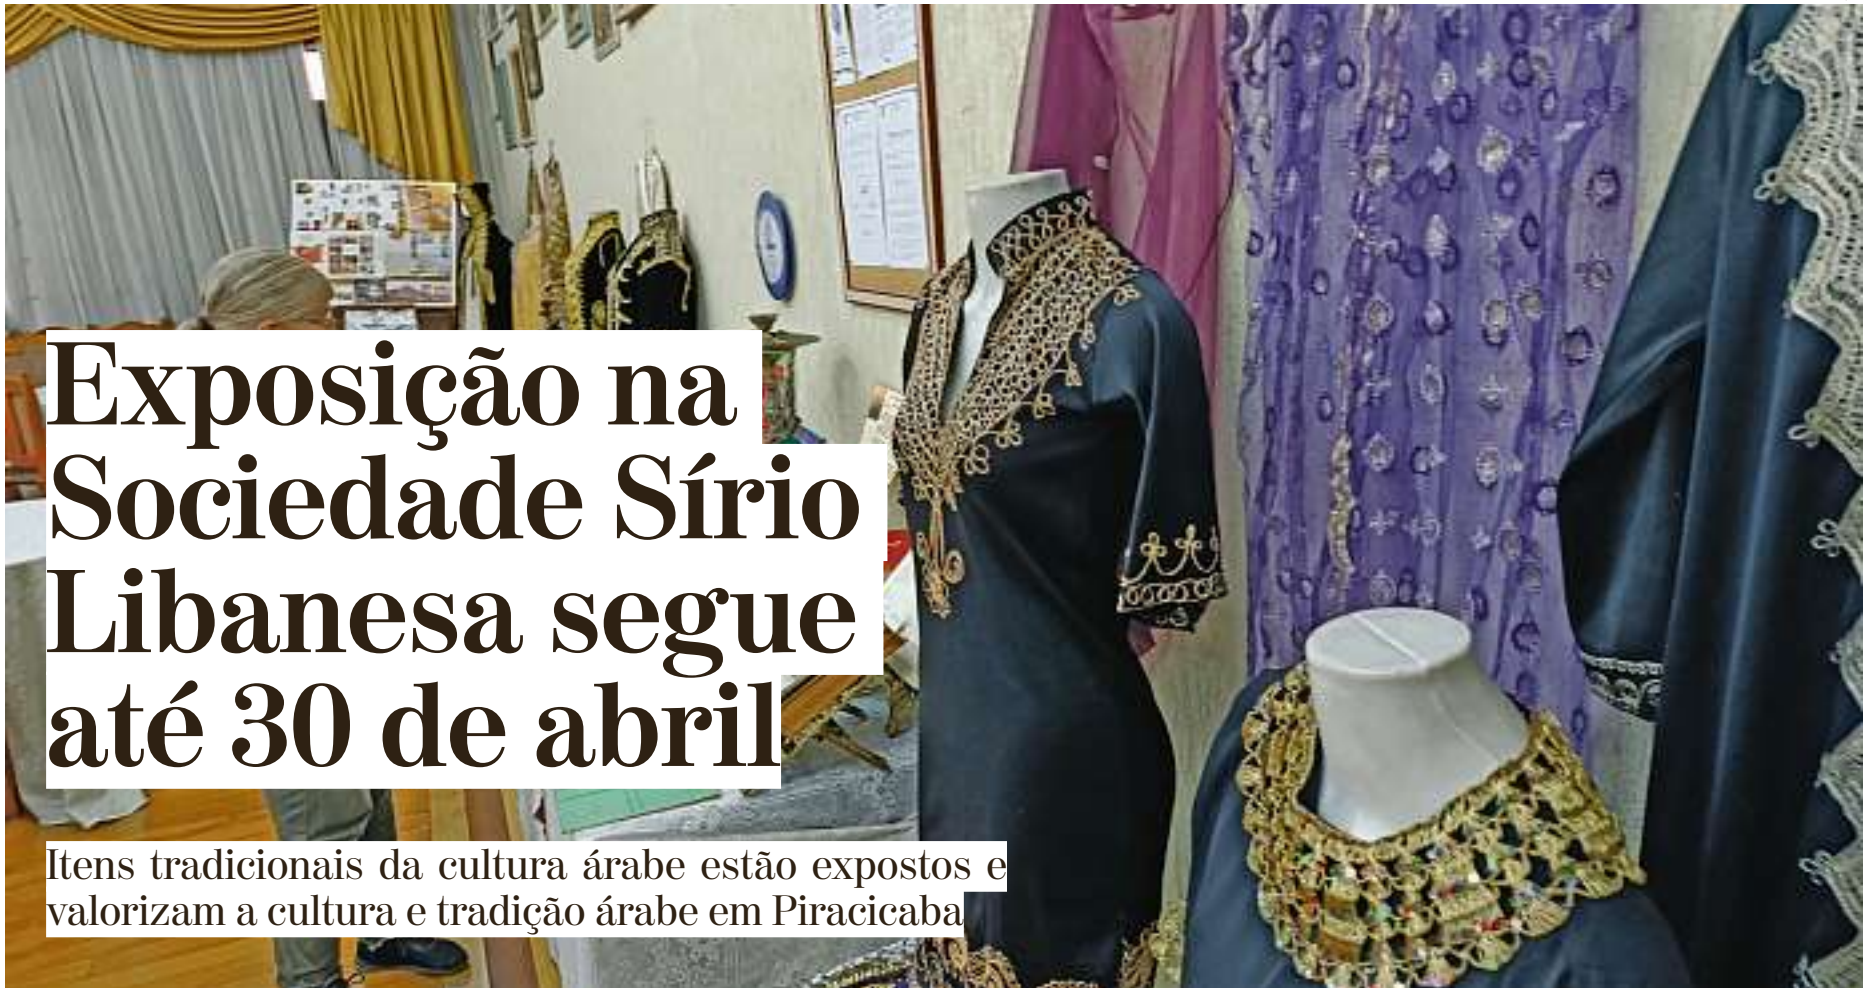 Exposição na
Sociedade Sírio
Libanesa segue
até 30 de abril
Itens tradicionais da cultura árabe estão expostos e
valorizam a cultura e tradição árabe em Piracicaba